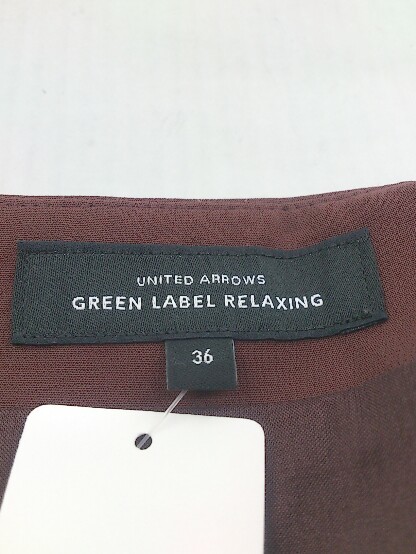 UNITED ARROWS
GREEN LABEL RELAXING
36